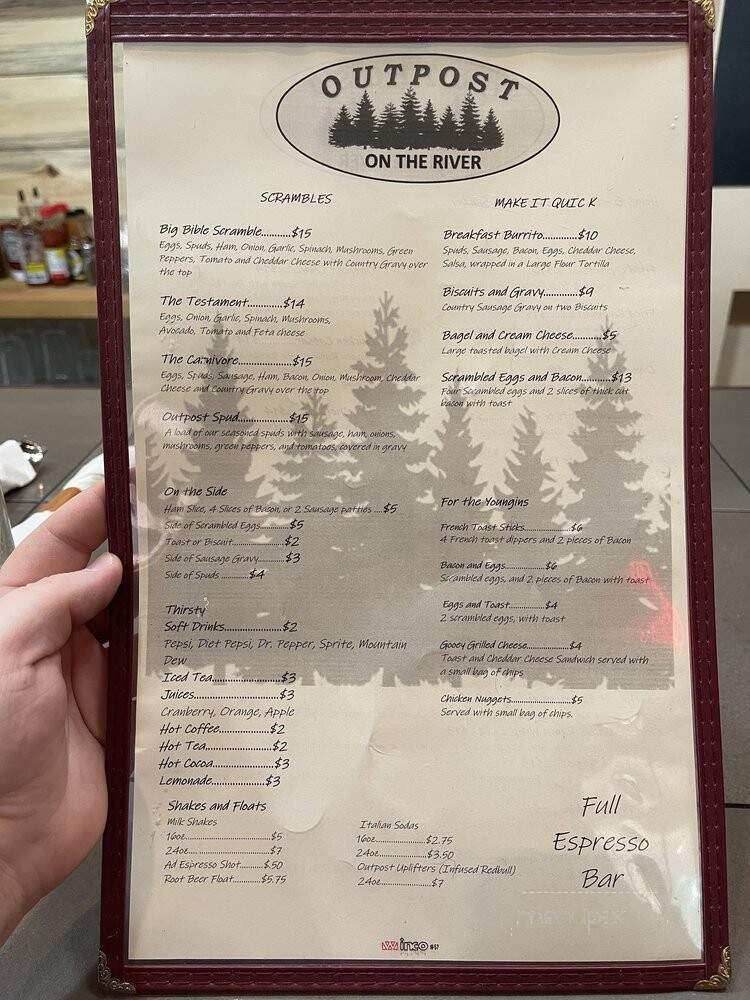 OUTPOST
ON THE RIVER
SCRAMBLES
Big Bible Scramble..........$15
Eggs, Spuds, Ham, Onion, Garlic, Spinach, Mushrooms, Green
Peppers, Tomato and Cheddar Cheese with Country Gravy over
the top
The Testament............$14
Eggs, Onion, Garlic, Spinach, Mushrooms,
Avocado, Tomato and Feta cheese
The Carnivore...................$15
Eggs, Spuds, Sausage, Ham, Bacon, Onion, Mushroom, Cheddar
Cheese and Country Gravy over the top
Outpost Spud.................$15
A load of our seasoned spuds with sausage, ham, onions,
mushrooms, green peppers, and tomatoes, covered in gravy
On the Side
Ham Slice, 4 Slices of Bacon, or 2 Sausage patties ....$5
Side of Scrambled Eggs...........$5
Toast or Biscuit....................$2
Side of Sausage Gravy..........$3
Side of Spuds ..........$4
Thirsty
Soft Drinks....................$2
Pepsi, Diet Pepsi, Dr. Pepper, Sprite, Mountain
Dew
Iced Tea........................$3
Juices..............................$3
Cranberry, Orange, Apple
Hot Coffee..................$2
Hot Tea........................$2
Hot Cocoa.....................$3
Lemonade...................$3
Shakes and Floats
Milk Shakes
16oz..............................$5
24oz..............................$7
Ad Espresso Shot........$.50
Root Beer Float..........$5.75
MAKE IT QUIC K
Breakfast Burrito............$10
Spuds, Sausage, Bacon, Eggs, Cheddar Cheese,
Salsa, wrapped in a Large Flour Tortilla
Biscuits and Gravy............$9
Country Sausage Gravy on two Biscuits
Bagel and Cream Cheese..........$5
Large toasted bagel with Cream Cheese
Scrambled Eggs and Bacon..........$13
Four Scrambled eggs and 2 slices of thick cut
bacon with toast
For the Youngins
French Toast Sticks....................$6
4 French toast dippers and 2 pieces of Bacon
Bacon and Eggs.................$6
Scrambled eggs, and 2 pieces of Bacon with toast
Eggs and Toast...............$4
2 scrambled eggs, with toast
Gooey Grilled Cheese..................$4
Toast and Cheddar Cheese Sandwich served with
a small bag of chips
Chicken Nuggets........................$5
Served with small bag of chips.
Italian Sodas
16oz......................$2.75
24oz......................$3.50
Outpost Uplifters (Infused Redbull)
24oz......................$7
Full
Espresso
Bar
winco